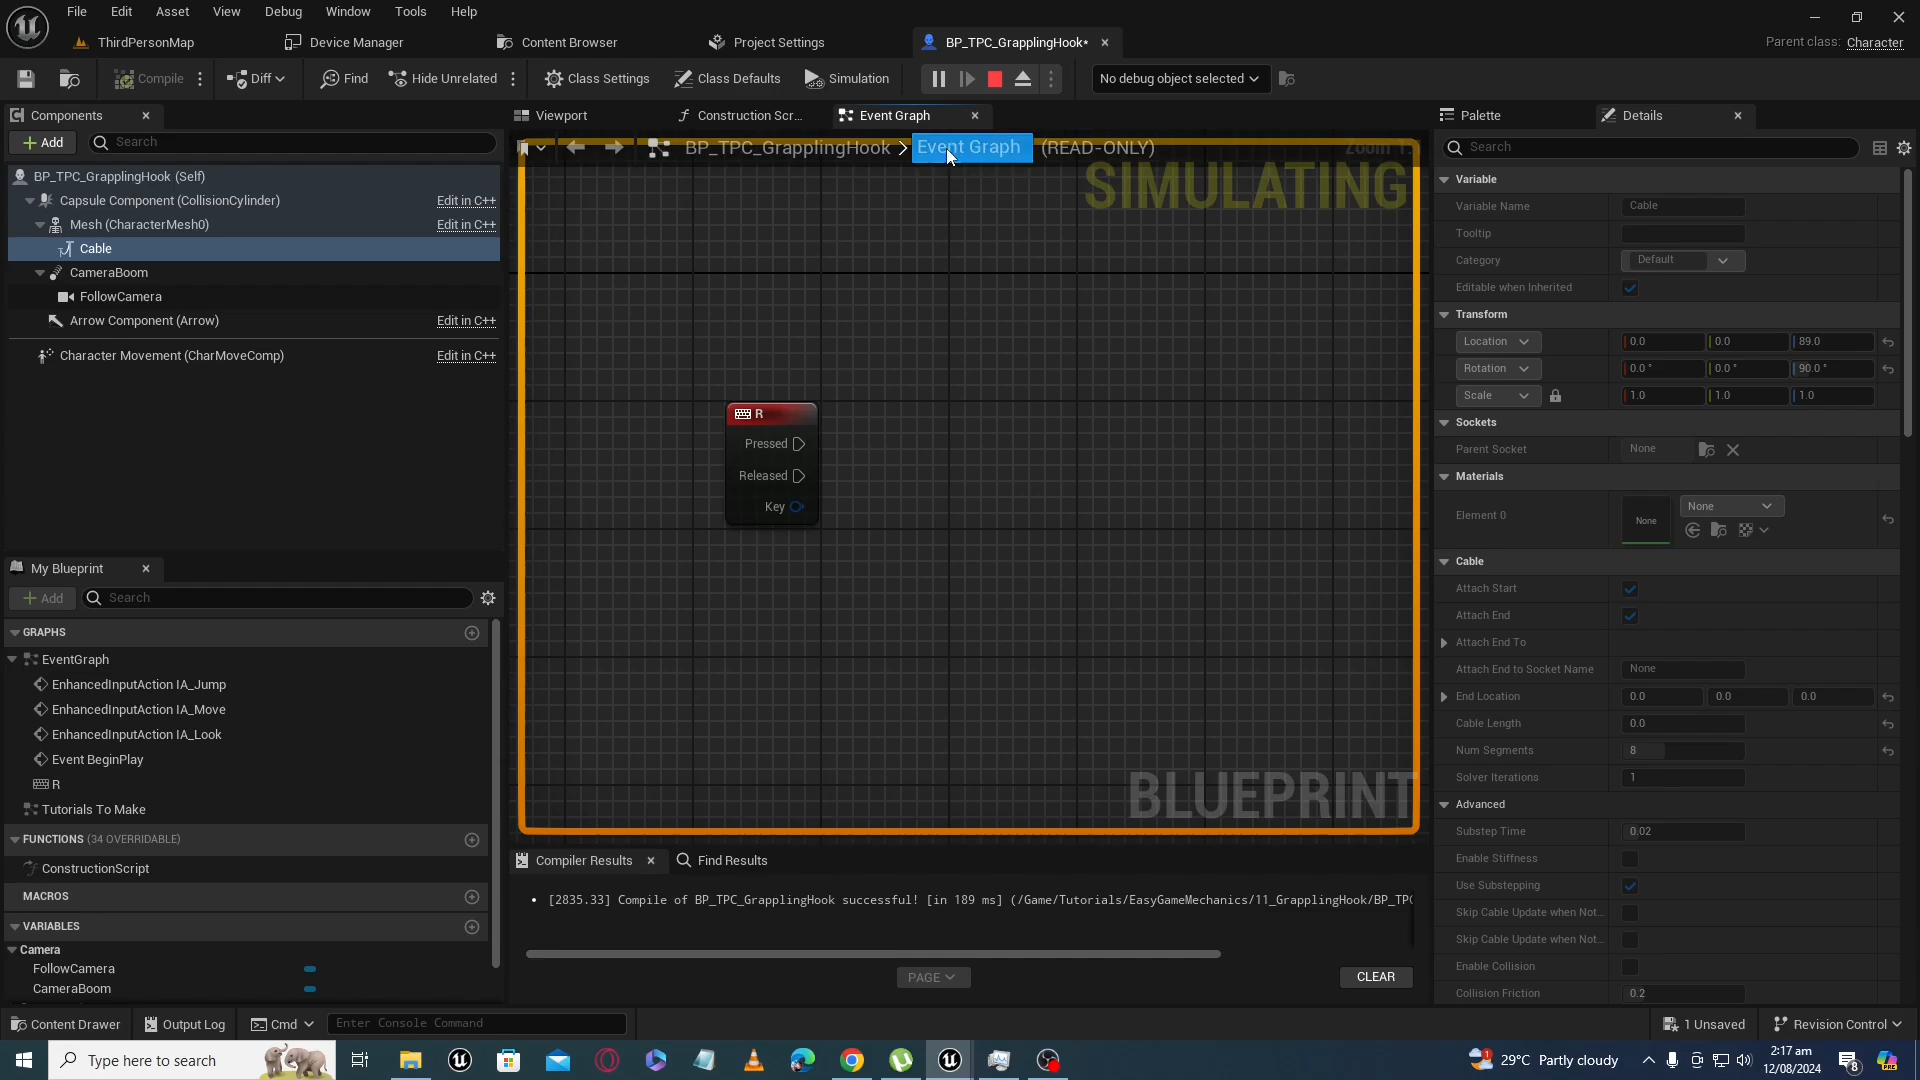 File Edit Asset View Debug Window Tools Help
ThirdPersonMap Device Manager Content Browser Project Settings BP_TPC_GrapplingHook* Parent class: Character
Compile Diff Find Hide Unrelated Class Settings Class Defaults Simulation No debug object selected
Components Viewport Construction Scr... Event Graph Palette Details
Add Search BP_TPC_GrapplingHook > Event Graph (READ-ONLY) Search
SIMULATING
BP_TPC_GrapplingHook (Self)
Capsule Component (CollisionCylinder) Edit in C++
Mesh (CharacterMesh0) Edit in C++
Cable
CameraBoom
FollowCamera
Arrow Component (Arrow) Edit in C++
Character Movement (CharMoveComp) Edit in C++
R
Pressed
Released
Key
BLUEPRINT
My Blueprint
Add Search
GRAPHS
EventGraph
EnhancedInputAction IA_Jump
EnhancedInputAction IA_Move
EnhancedInputAction IA_Look
Event BeginPlay
R
Tutorials To Make
FUNCTIONS (34 OVERRIDABLE)
ConstructionScript
MACROS
VARIABLES
Camera
FollowCamera
CameraBoom
Compiler Results Find Results
• [2835.33] Compile of BP_TPC_GrapplingHook successful! [in 189 ms] (/Game/Tutorials/EasyGameMechanics/11_GrapplingHook/BP_TPC
PAGE CLEAR
Variable
Variable Name Cable
Tooltip
Category Default
Editable when Inherited
Transform
Location 0.0 0.0 89.0
Rotation 0.0 ° 0.0 ° 90.0 °
Scale 1.0 1.0 1.0
Sockets
Parent Socket None
Materials
Element 0 None None
Cable
Attach Start
Attach End
Attach End To
Attach End to Socket Name None
End Location 0.0 0.0 0.0
Cable Length 0.0
Num Segments 8
Solver Iterations 1
Advanced
Substep Time 0.02
Enable Stiffness
Use Substepping
Skip Cable Update when Not...
Skip Cable Update when Not...
Enable Collision
Collision Friction 0.2
Content Drawer Output Log Cmd Enter Console Command 1 Unsaved Revision Control
Type here to search 1 29°C Partly cloudy 2:17 am
12/08/2024 8